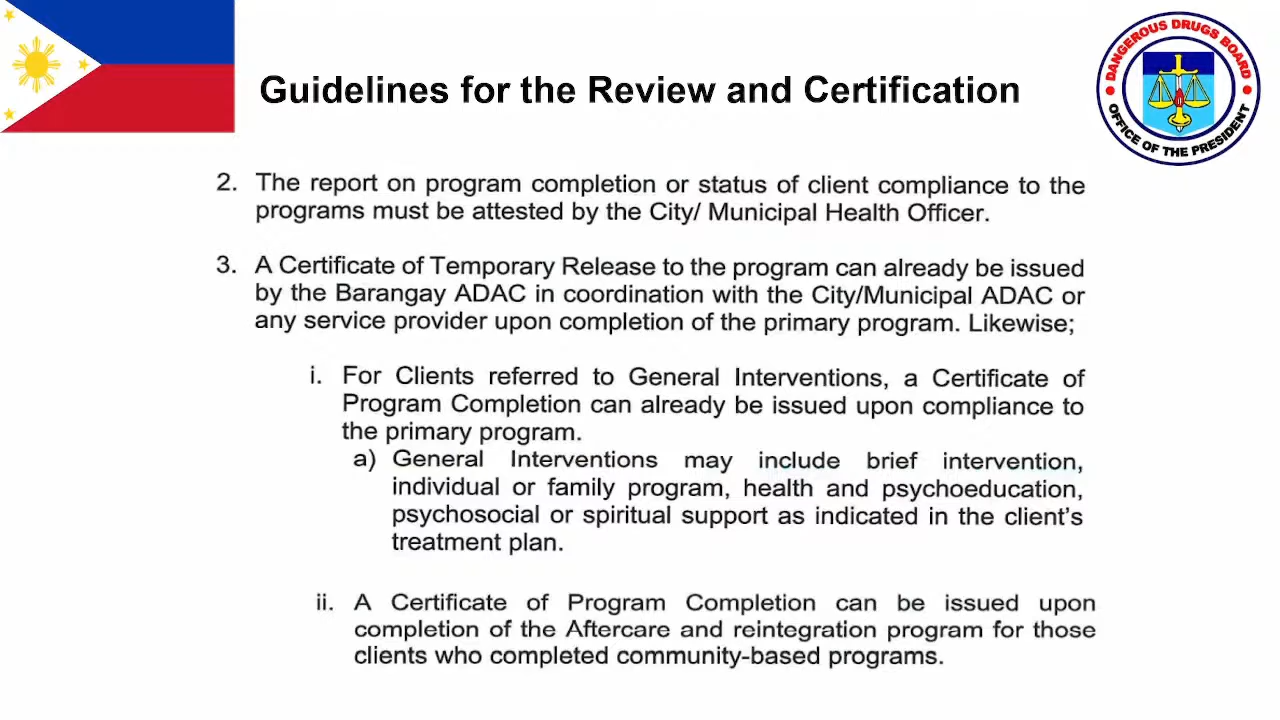 Guidelines for the Review and Certification
DANGEROUS DRUGS BOARD
OFFICE OF THE PRESIDENT
2. The report on program completion or status of client compliance to the
programs must be attested by the City/ Municipal Health Officer.
3. A Certificate of Temporary Release to the program can already be issued
by the Barangay ADAC in coordination with the City/Municipal ADAC or
any service provider upon completion of the primary program. Likewise;
i. For Clients referred to General Interventions, a Certificate of
Program Completion can already be issued upon compliance to
the primary program.
a) General Interventions may include brief intervention,
individual or family program, health and psychoeducation,
psychosocial or spiritual support as indicated in the client's
treatment plan.
ii. A Certificate of Program Completion can be issued upon
completion of the Aftercare and reintegration program for those
clients who completed community-based programs.